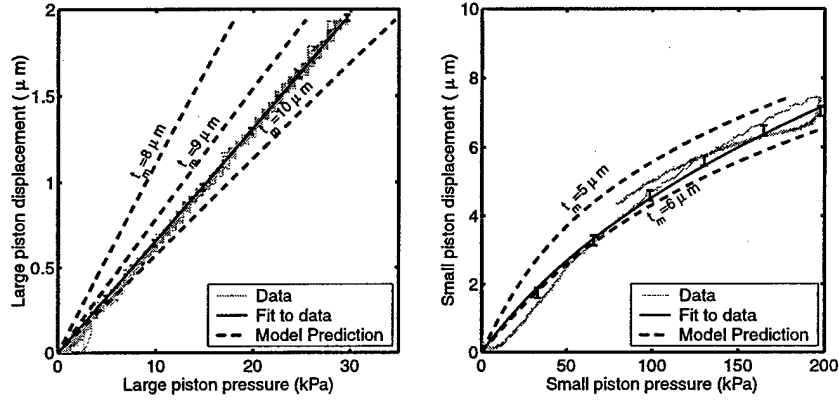 2
1.5
1
0.5
0
0
10
20
30
Large piston displacement ( μ m)
Large piston pressure (kPa)
t_m=8 μ m
t_m=9 μ m
t_m=10 μ m
Data
Fit to data
Model Prediction
10
8
6
4
2
0
0
50
100
150
200
Small piston displacement ( μ m)
Small piston pressure (kPa)
t_m=5 μ m
t_m=6 μ m
Data
Fit to data
Model Prediction